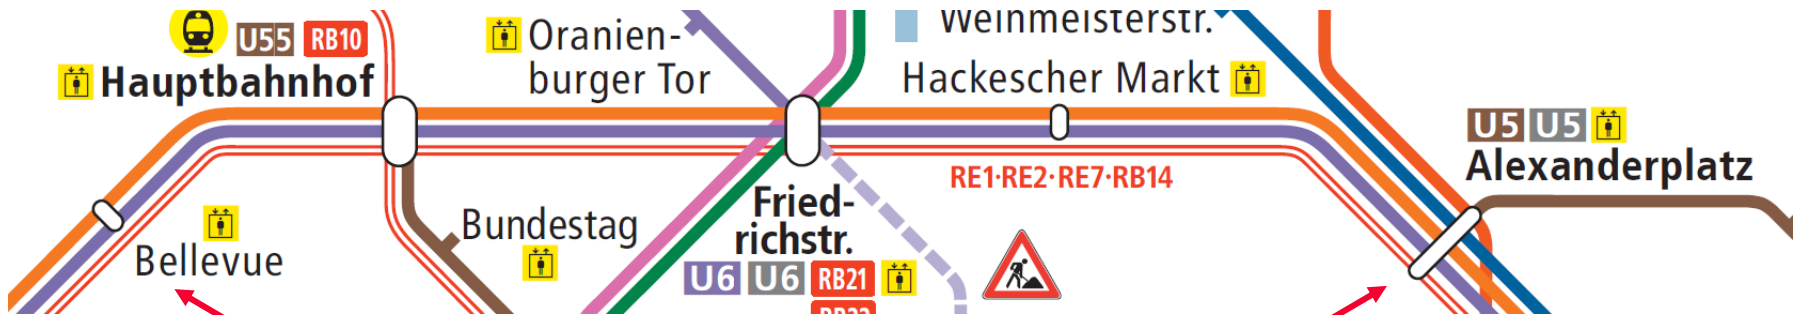 U55 RB10
Hauptbahnhof
Oranien-
burger Tor
Weinmeisterstr.
Hackescher Markt
U5 U5
Alexanderplatz
RE1·RE2·RE7·RB14
Bellevue
Bundestag
Fried-
richstr.
U6 U6 RB21